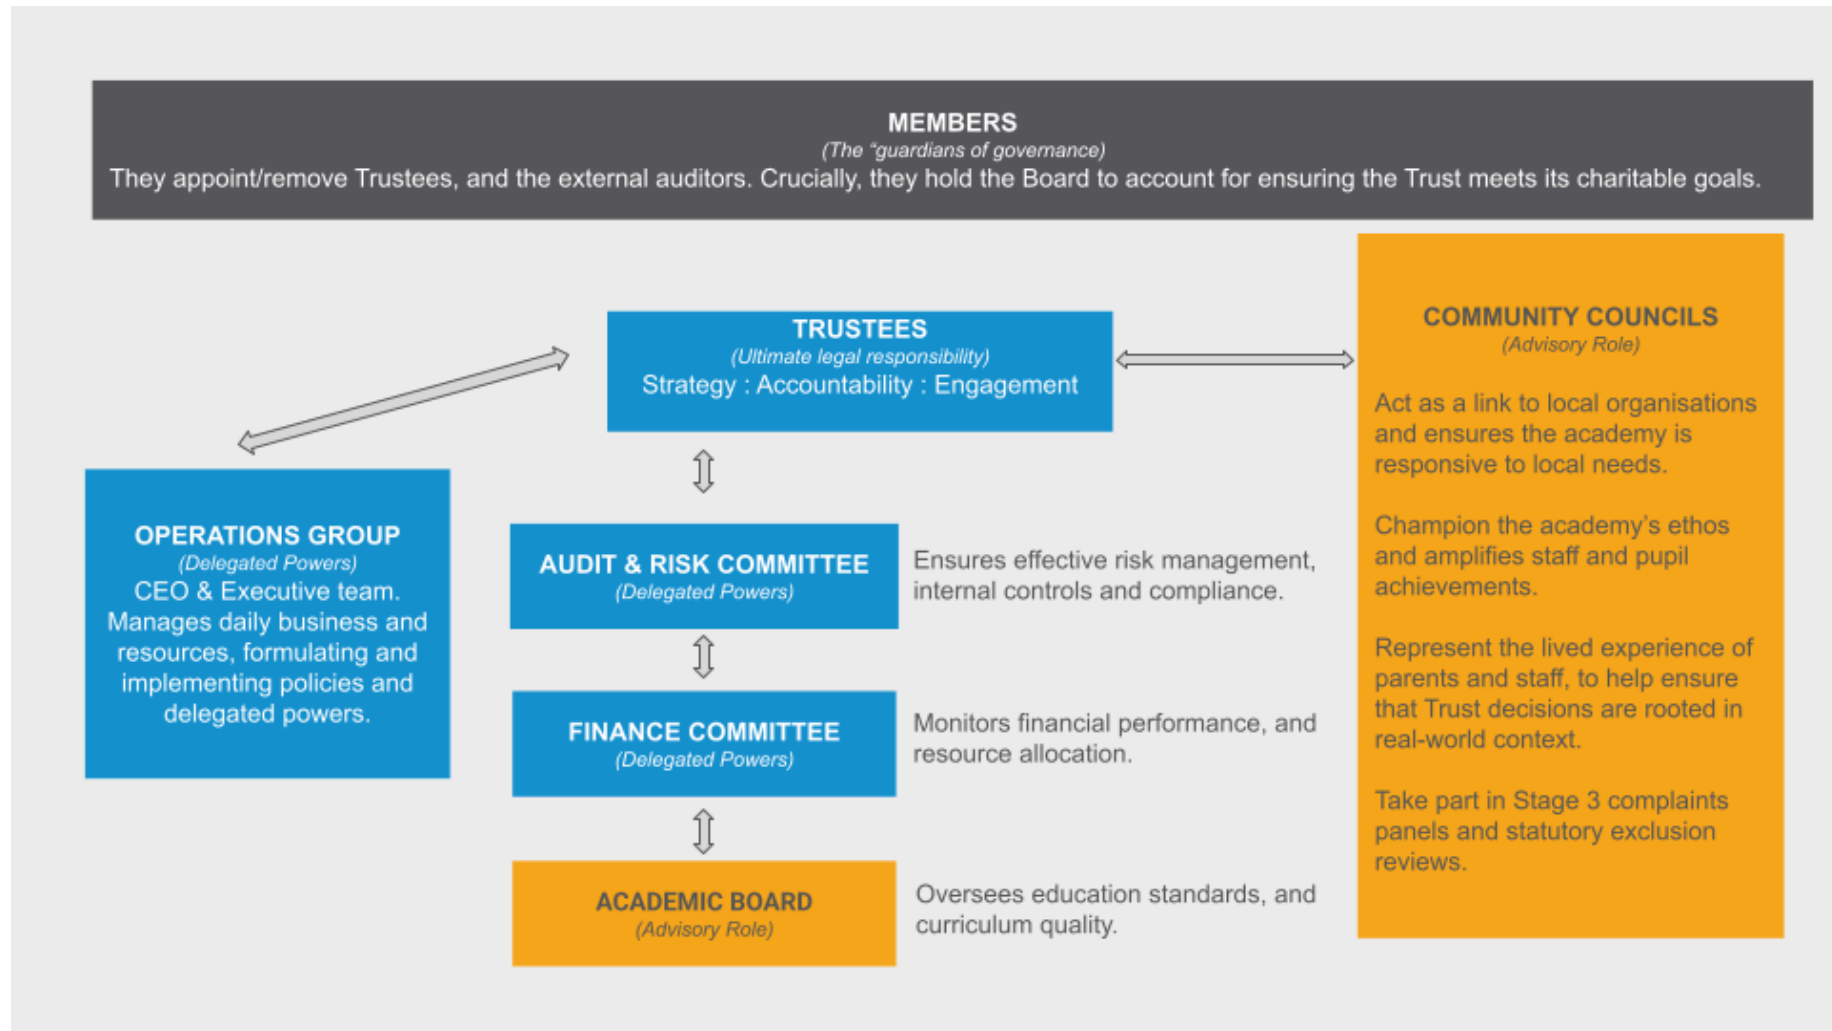 MEMBERS
(The “guardians of governance)
They appoint/remove Trustees, and the external auditors. Crucially, they hold the Board to account for ensuring the Trust meets its charitable goals.
TRUSTEES
(Ultimate legal responsibility)
Strategy : Accountability : Engagement
OPERATIONS GROUP
(Delegated Powers)
CEO & Executive team.
Manages daily business and
resources, formulating and
implementing policies and
delegated powers.
AUDIT & RISK COMMITTEE
(Delegated Powers)
Ensures effective risk management,
internal controls and compliance.
FINANCE COMMITTEE
(Delegated Powers)
Monitors financial performance, and
resource allocation.
ACADEMIC BOARD
(Advisory Role)
Oversees education standards, and
curriculum quality.
COMMUNITY COUNCILS
(Advisory Role)
Act as a link to local organisations
and ensures the academy is
responsive to local needs.
Champion the academy’s ethos
and amplifies staff and pupil
achievements.
Represent the lived experience of
parents and staff, to help ensure
that Trust decisions are rooted in
real-world context.
Take part in Stage 3 complaints
panels and statutory exclusion
reviews.